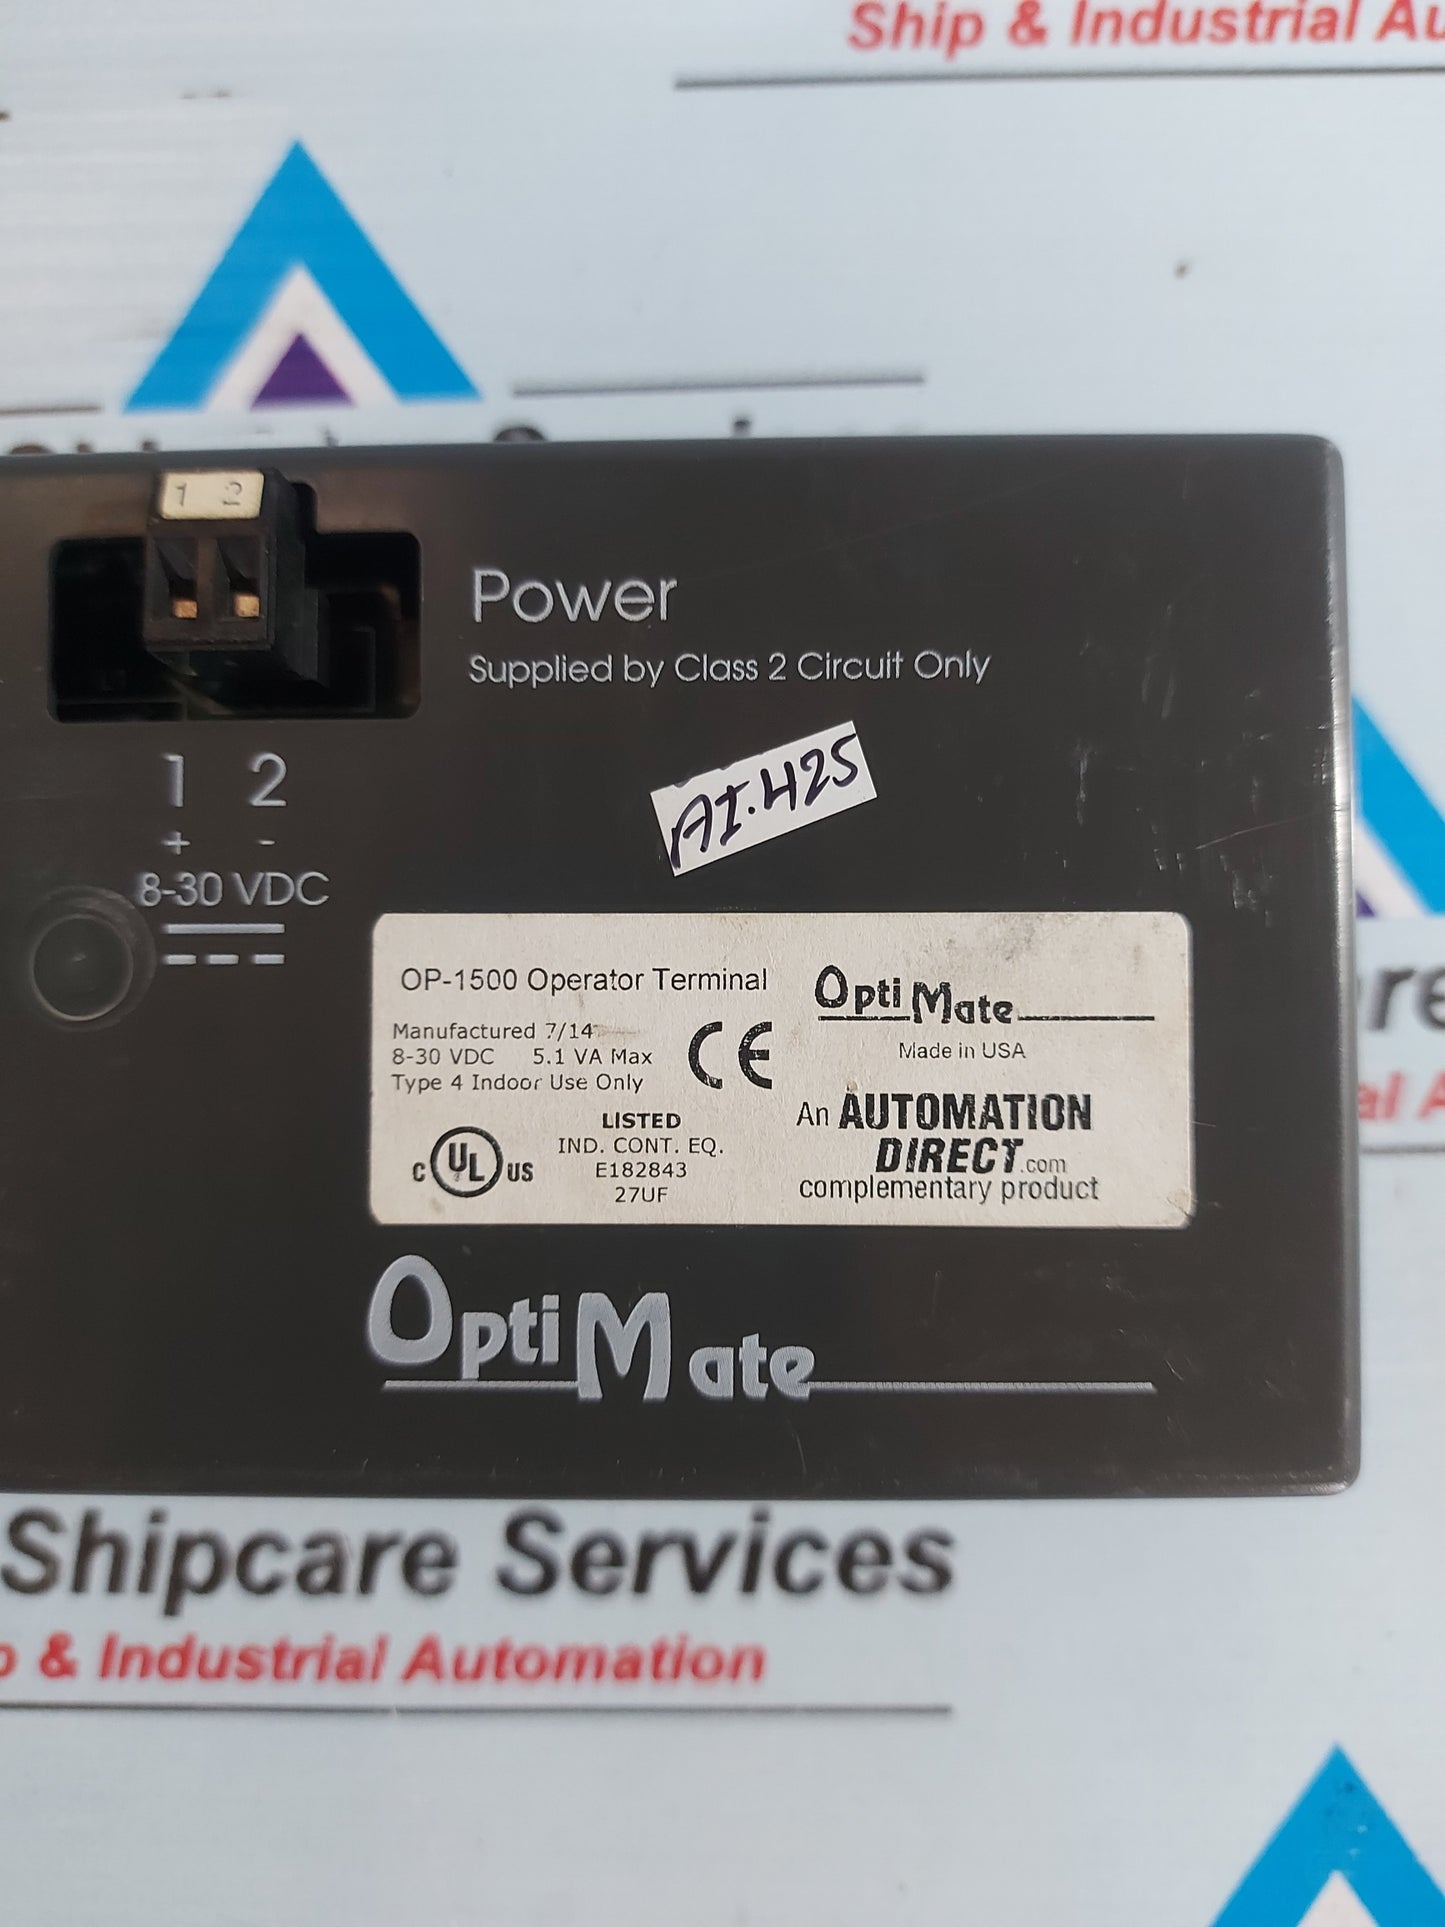 Ship & Industrial Au
1 2
Power
Supplied by Class 2 Circuit Only
1 2
+ -
8-30 VDC
AI.425
OP-1500 Operator Terminal
Manufactured 7/14
8-30 VDC 5.1 VA Max
Type 4 Indoor Use Only
CE
LISTED
IND. CONT. EQ.
E182843
27UF
C UL US
Opti Mate
Made in USA
An AUTOMATION
DIRECT.com
complementary product
Opti Mate
Shipcare Services
p & Industrial Automation